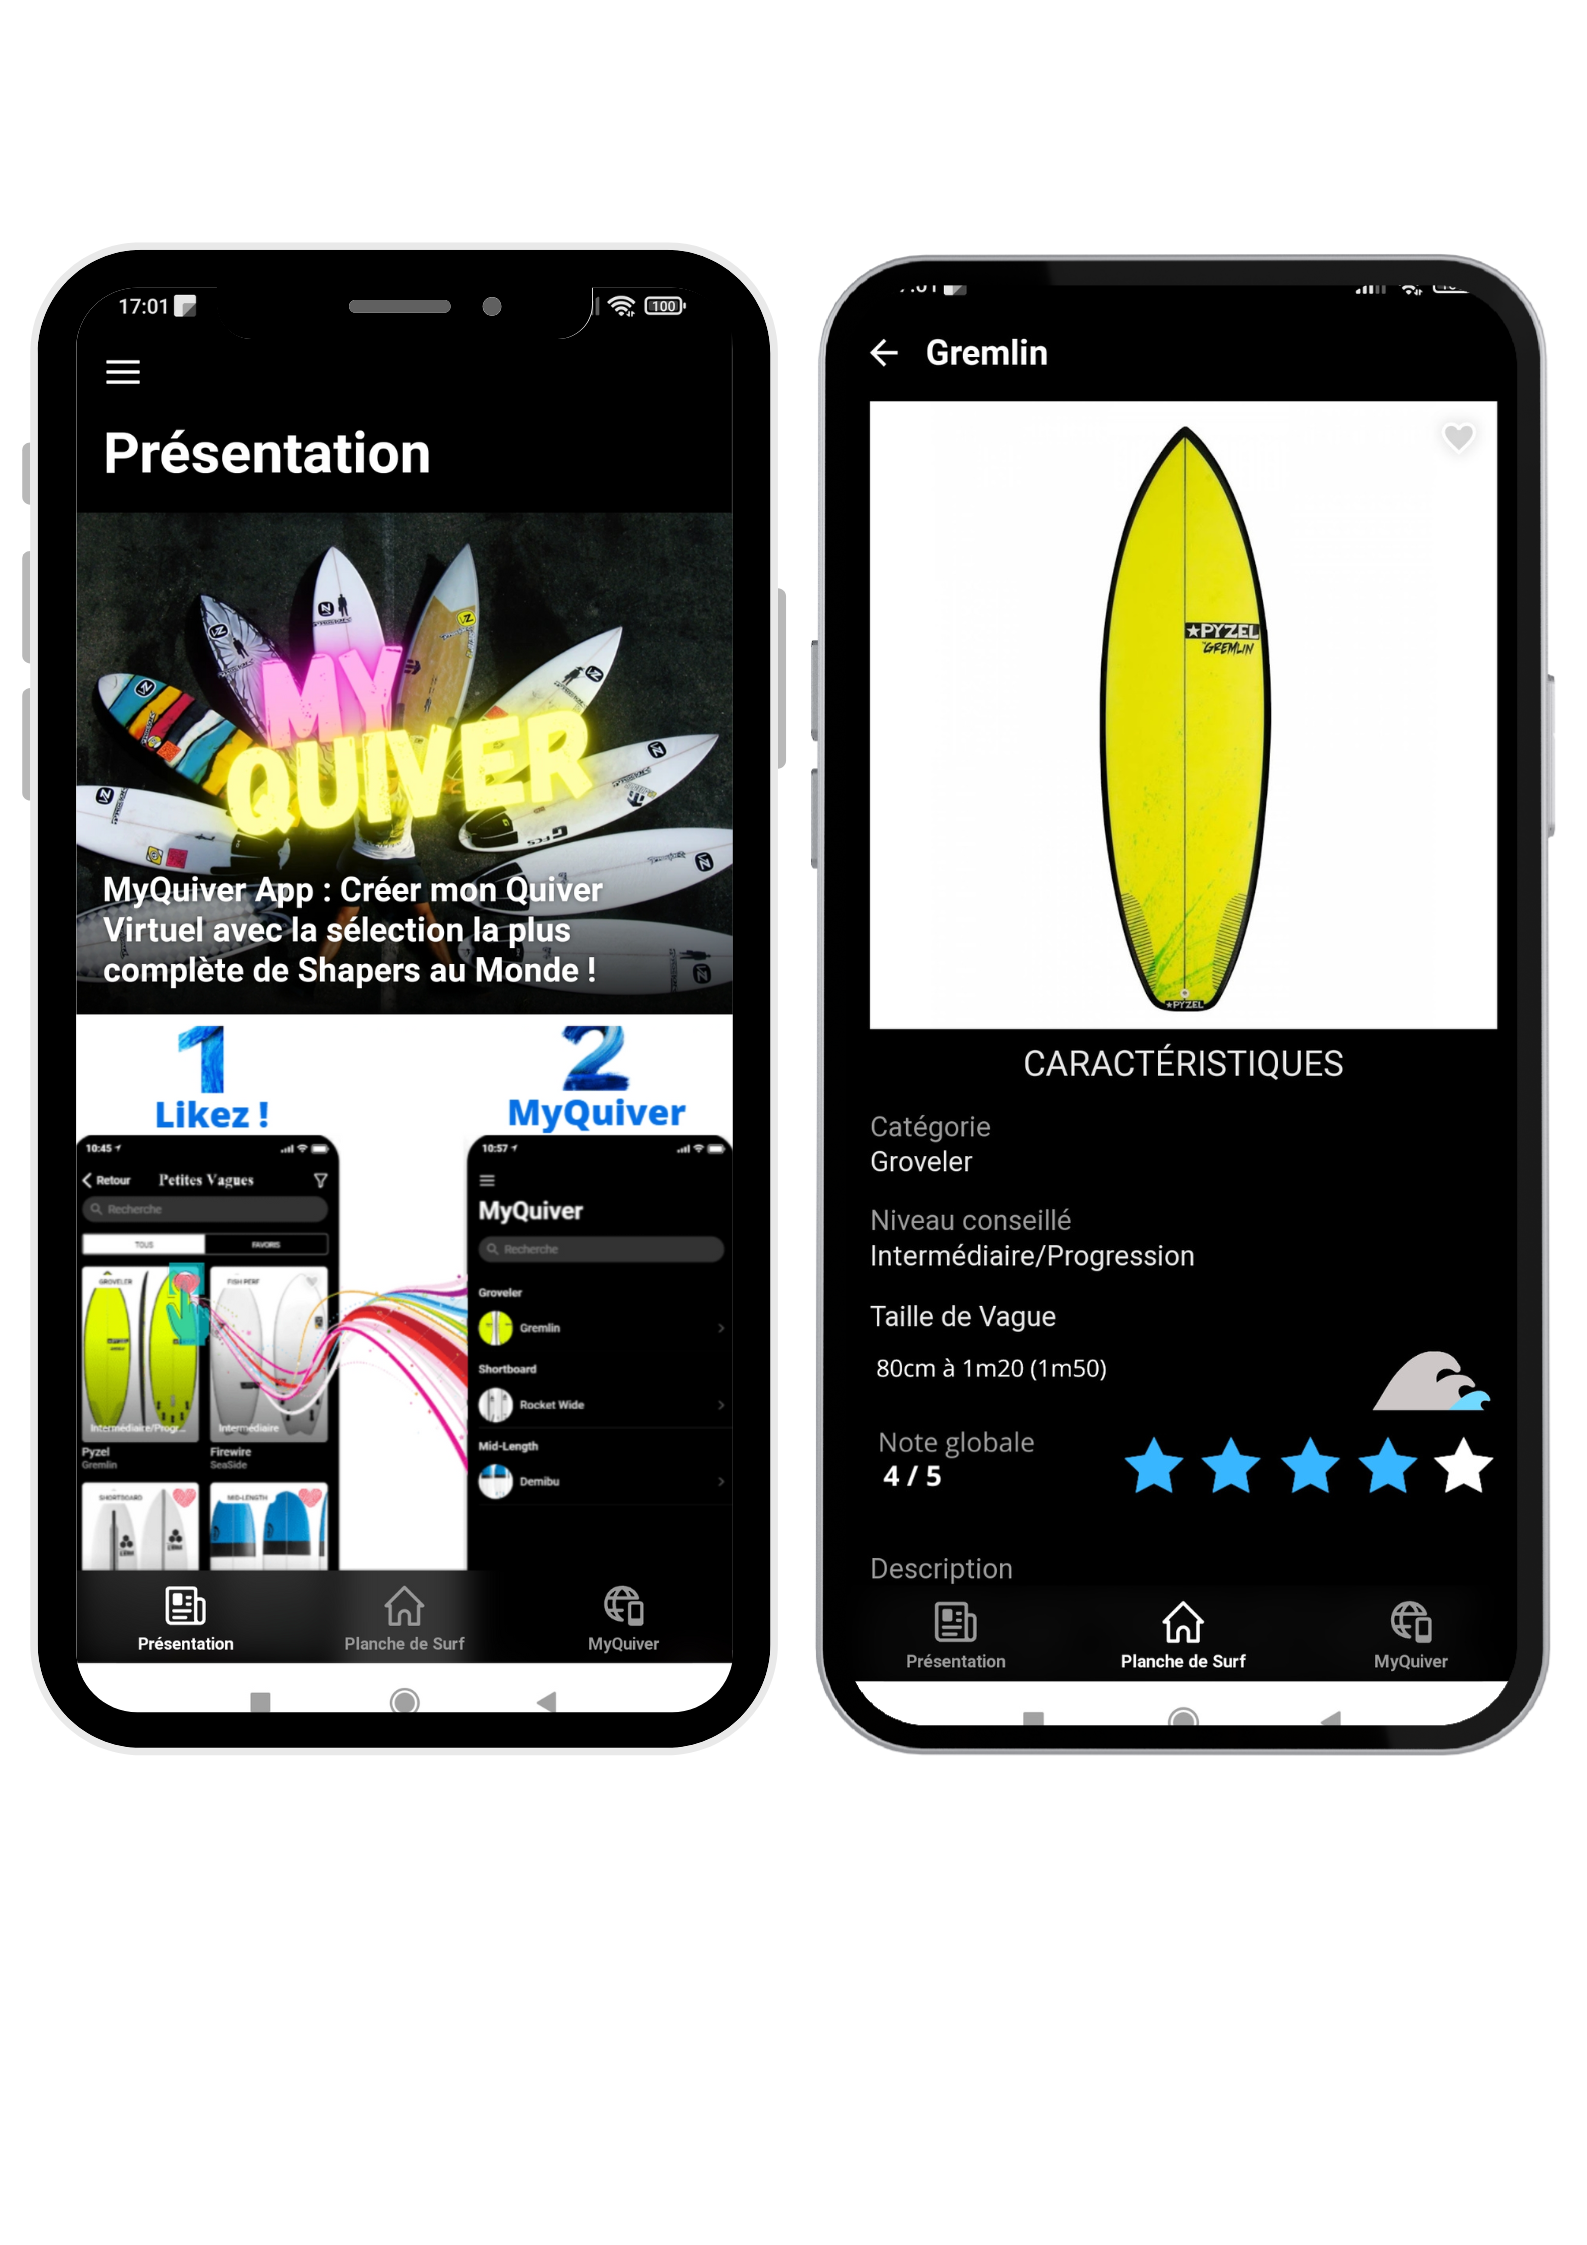 17:01
100
Présentation
MY
QUIVER
MyQuiver App : Créer mon Quiver
Virtuel avec la sélection la plus
complète de Shapers au Monde !
1
Likez !
10:45
Retour
Petites Vagues
Recherche
TOUS
FAVORIS
GROVELER
FISH PERF
Intermédiaire/Progr...
Intermédiaire
Pyzel
Gremlin
Firewire
SeaSide
SHORTBOARD
MID-LENGTH
2
MyQuiver
10:57
MyQuiver
Recherche
Groveler
Gremlin
Shortboard
Rocket Wide
Mid-Length
Demibu
Présentation
Planche de Surf
MyQuiver
Gremlin
PYZEL
GREMLIN
PYZEL
CARACTÉRISTIQUES
Catégorie
Groveler
Niveau conseillé
Intermédiaire/Progression
Taille de Vague
80cm à 1m20 (1m50)
Note globale
4 / 5
Description
Présentation
Planche de Surf
MyQuiver